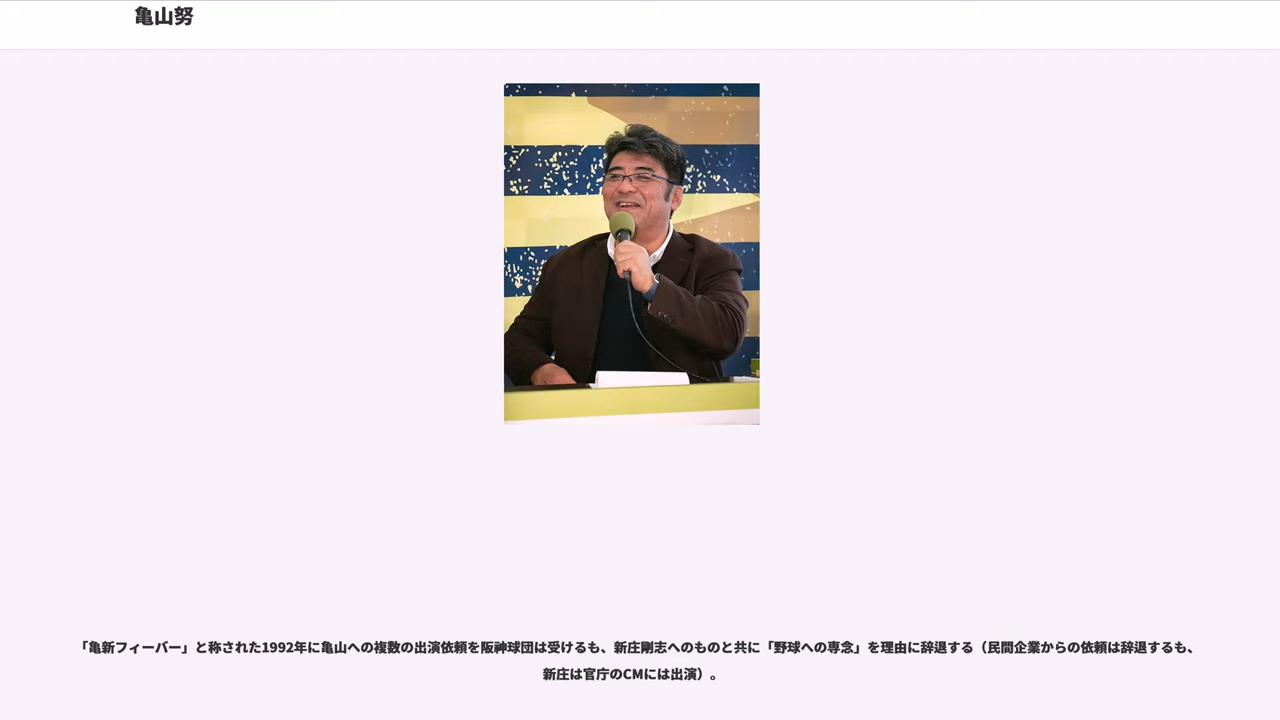 亀山努
「亀新フィーバー」と称された1992年に亀山への複数の出演依頼を阪神球団は受けるも、新庄剛志へのものと共に「野球への専念」を理由に辞退する（民間企業からの依頼は辞退するも、
新庄は官庁のCMには出演）。